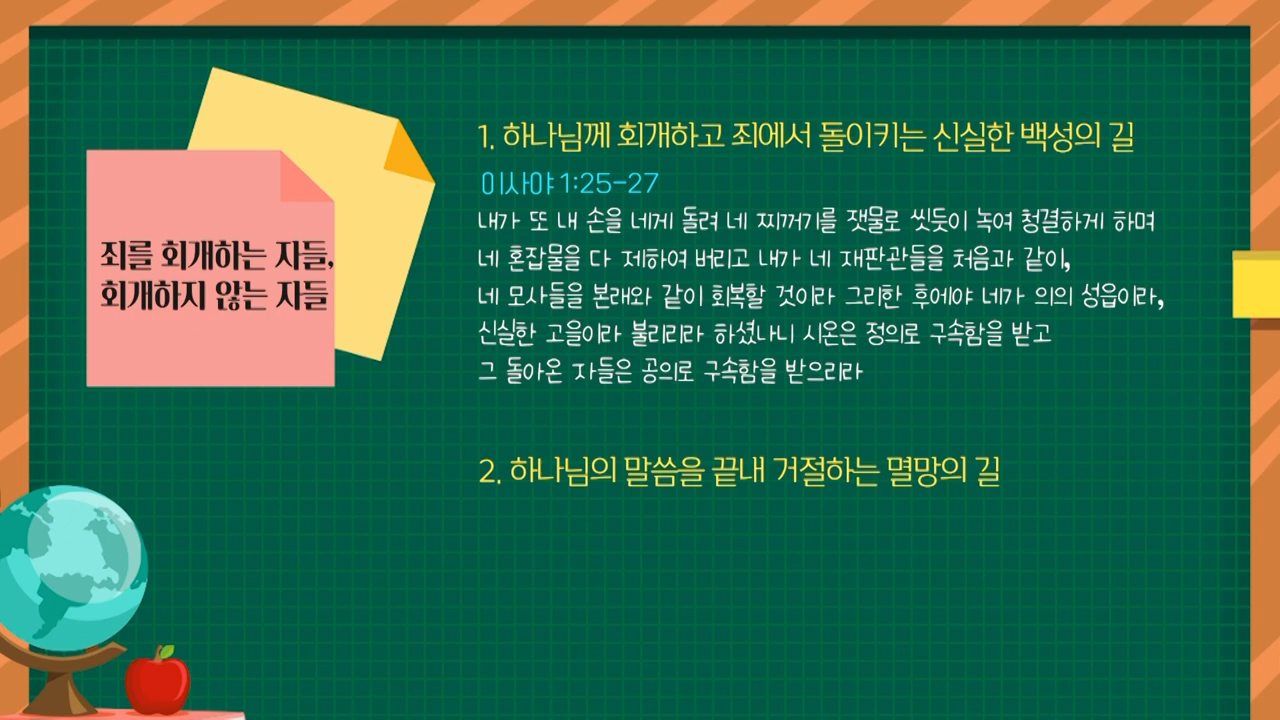 죄를 회개하는 자들,
회개하지 않는 자들
1. 하나님께 회개하고 죄에서 돌이키는 신실한 백성의 길
이사야 1:25-27
내가 또 내 손을 네게 돌려 네 찌꺼기를 잿물로 씻듯이 녹여 청결하게 하며
네 혼잡물을 다 제하여 버리고 내가 네 재판관들을 처음과 같이,
네 모사들을 본래와 같이 회복할 것이라 그리한 후에야 네가 의의 성읍이라,
신실한 고을이라 불리리라 하셨나니 시온은 정의로 구속함을 받고
그 돌아온 자들은 공의로 구속함을 받으리라
2. 하나님의 말씀을 끝내 거절하는 멸망의 길